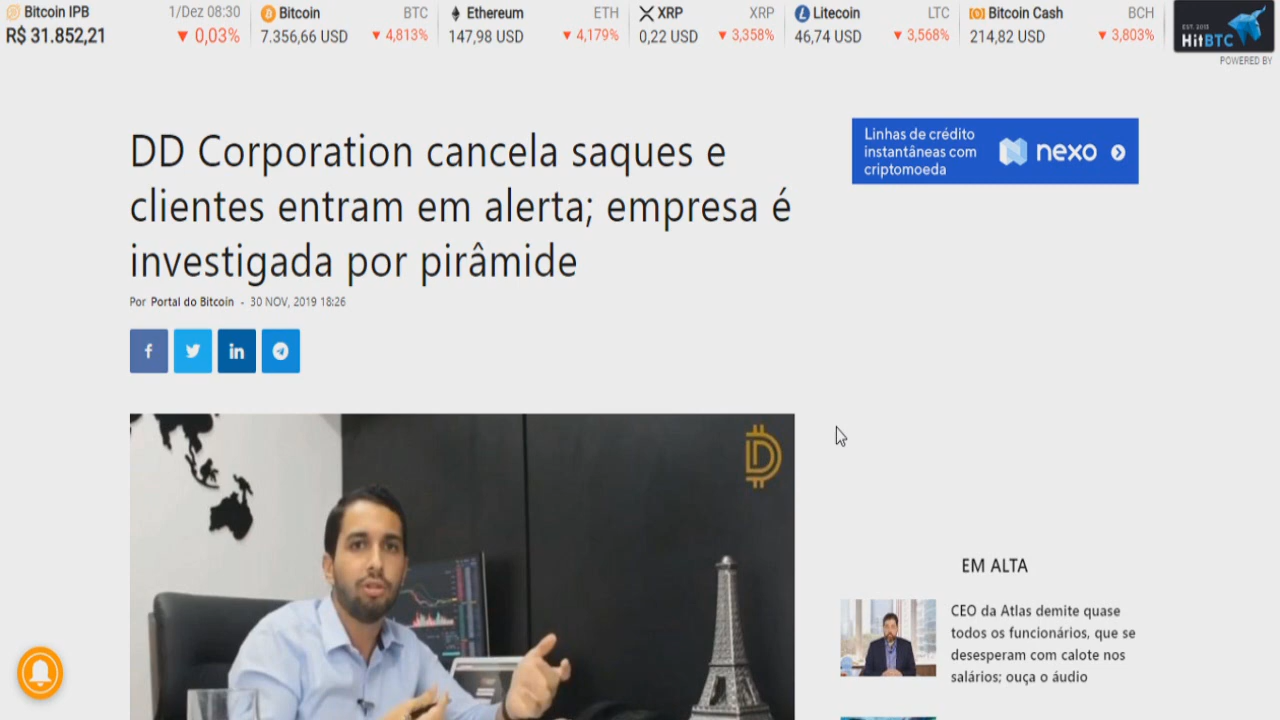 Bitcoin IPB 1/Dez 08:30
R$ 31.852,21 ▼ 0,03%
Bitcoin BTC
7.356,66 USD ▼ 4,813%
Ethereum ETH
147,98 USD ▼ 4,179%
XRP XRP
0,22 USD ▼ 3,358%
Litecoin LTC
46,74 USD ▼ 3,568%
Bitcoin Cash BCH
214,82 USD ▼ 3,803%
EST. 2013
HitBTC
POWERED BY
DD Corporation cancela saques e
clientes entram em alerta; empresa é
investigada por pirâmide
Por Portal do Bitcoin - 30 NOV, 2019 18:26
Linhas de crédito
instantâneas com
criptomoeda
nexo
EM ALTA
CEO da Atlas demite quase
todos os funcionários, que se
desesperam com calote nos
salários; ouça o áudio